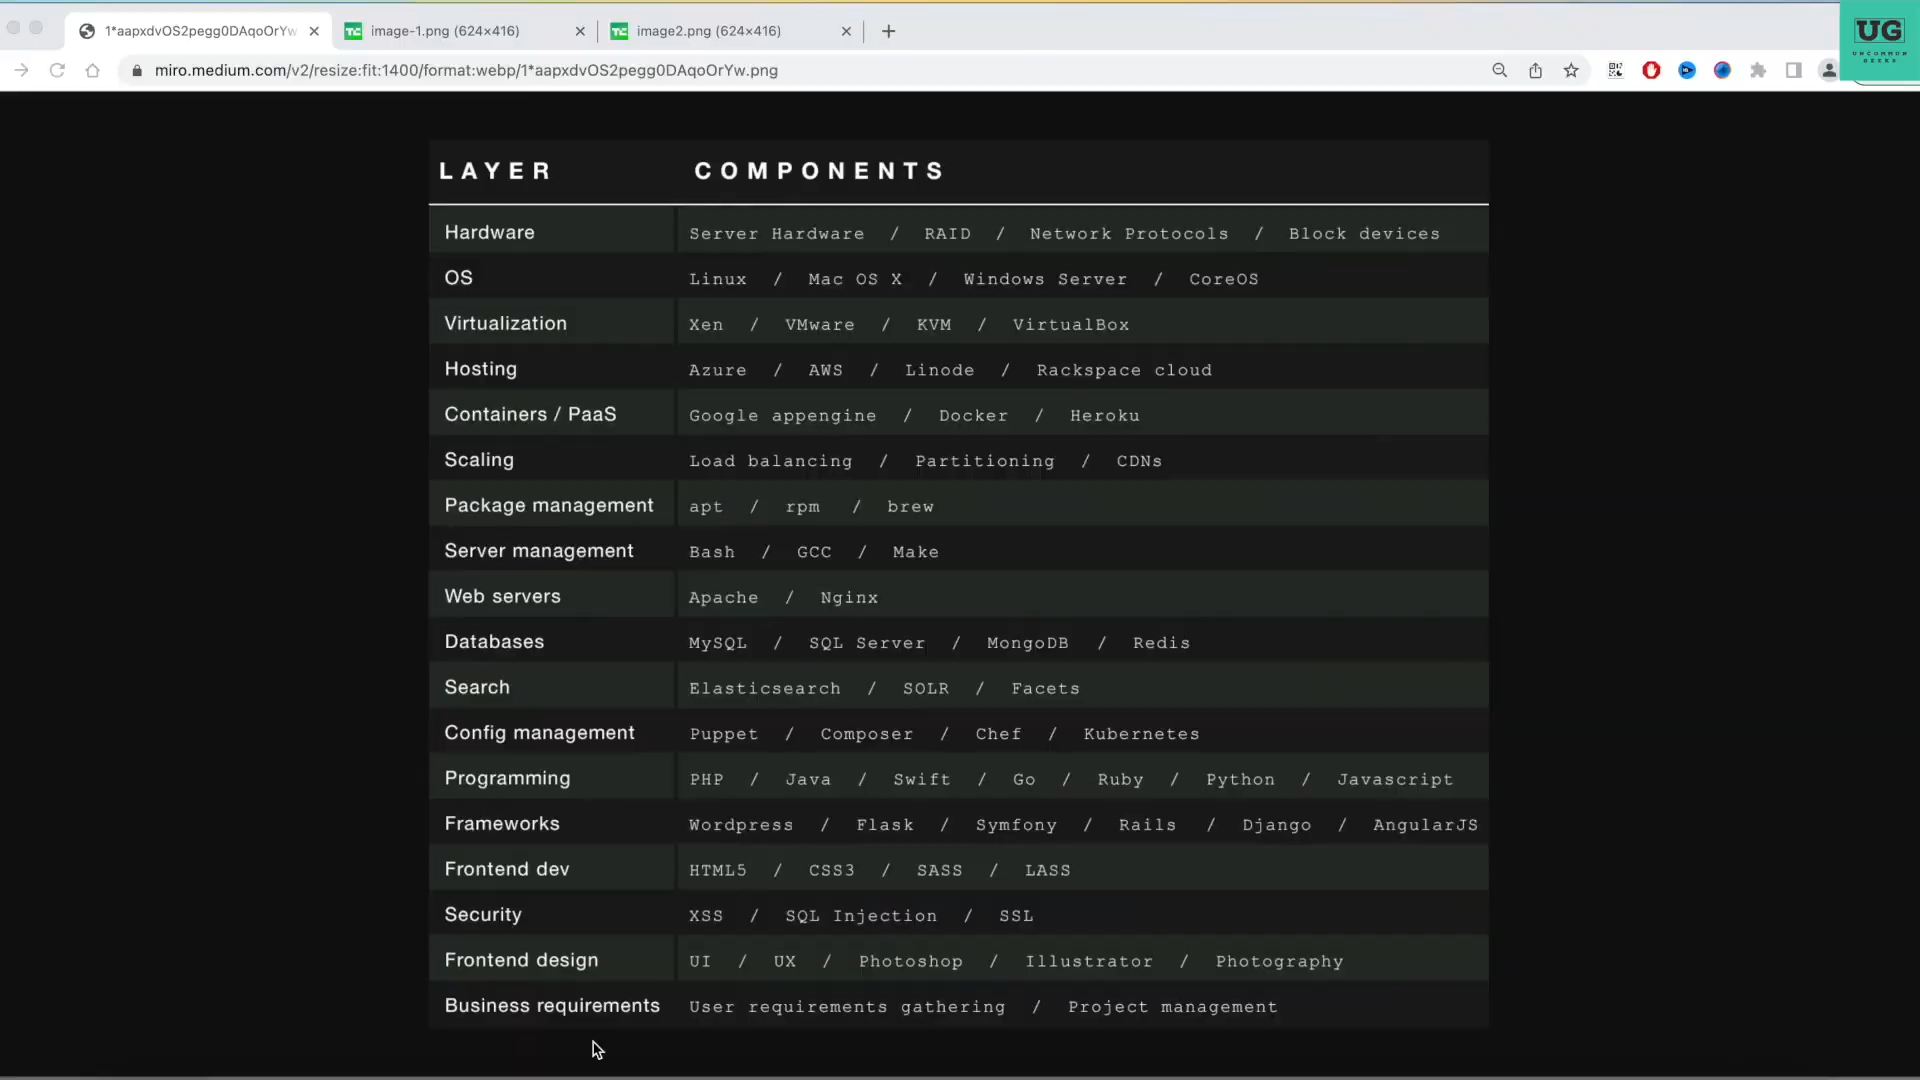 1*aapxdvOS2pegg0DAqoOrYw
image-1.png (624×416)
image2.png (624×416)
UG
UNCOMMON
GEEKS
miro.medium.com/v2/resize:fit:1400/format:webp/1*aapxdvOS2pegg0DAqoOrYw.png
LAYER COMPONENTS
Hardware Server Hardware / RAID / Network Protocols / Block devices
OS Linux / Mac OS X / Windows Server / CoreOS
Virtualization Xen / VMware / KVM / VirtualBox
Hosting Azure / AWS / Linode / Rackspace cloud
Containers / PaaS Google appengine / Docker / Heroku
Scaling Load balancing / Partitioning / CDNs
Package management apt / rpm / brew
Server management Bash / GCC / Make
Web servers Apache / Nginx
Databases MySQL / SQL Server / MongoDB / Redis
Search Elasticsearch / SOLR / Facets
Config management Puppet / Composer / Chef / Kubernetes
Programming PHP / Java / Swift / Go / Ruby / Python / Javascript
Frameworks Wordpress / Flask / Symfony / Rails / Django / AngularJS
Frontend dev HTML5 / CSS3 / SASS / LASS
Security XSS / SQL Injection / SSL
Frontend design UI / UX / Photoshop / Illustrator / Photography
Business requirements User requirements gathering / Project management